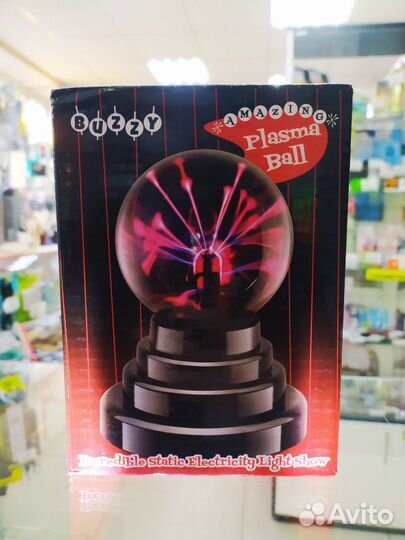 BUZZY
AMAZING
Plasma
Ball
Incredible Static Electricity Light Show
Avito